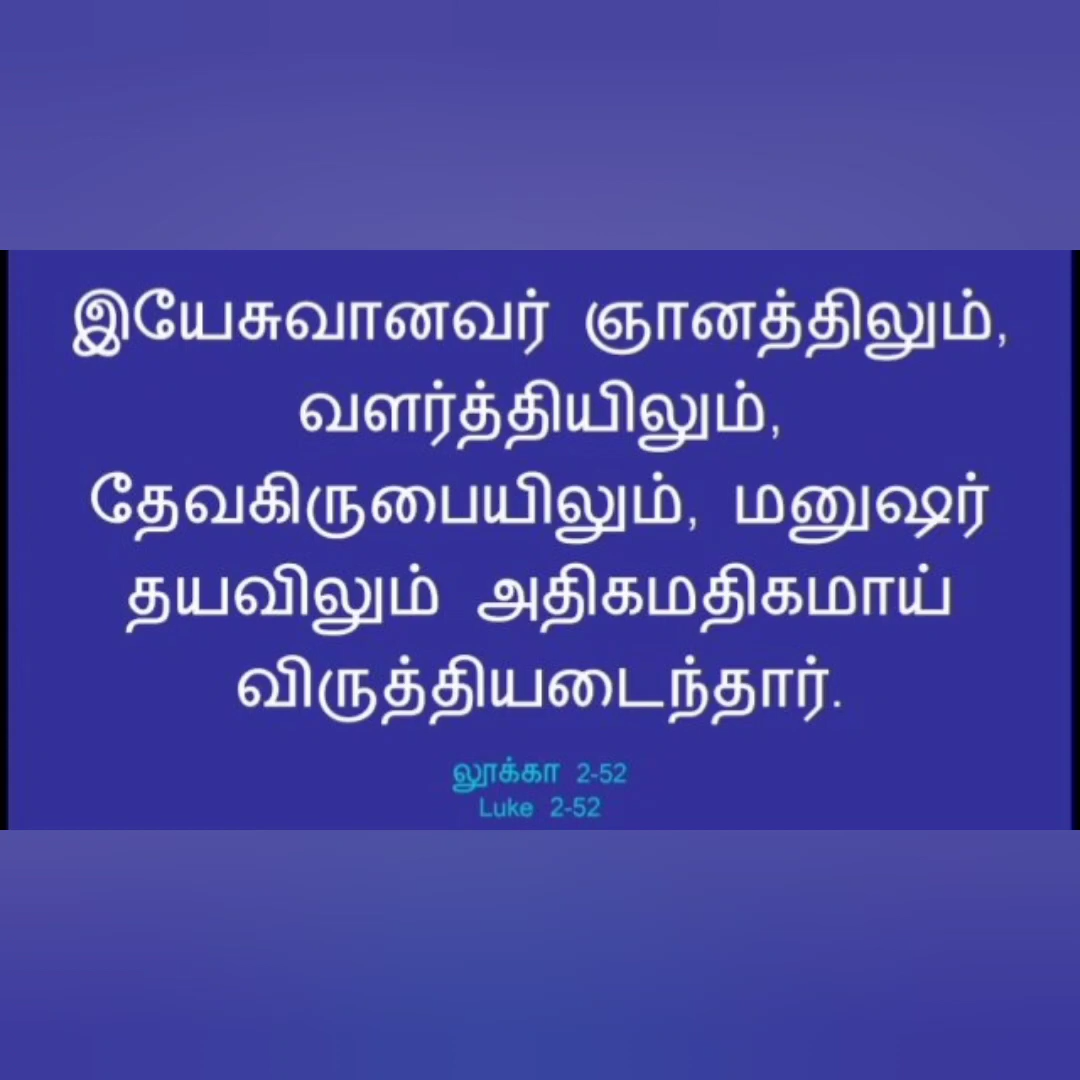 இயேசுவானவர் ஞானத்திலும்,
வளர்த்தியிலும்,
தேவகிருபையிலும், மனுஷர்
தயவிலும் அதிகமதிகமாய்
விருத்தியடைந்தார்.
லூக்கா 2-52
Luke 2-52